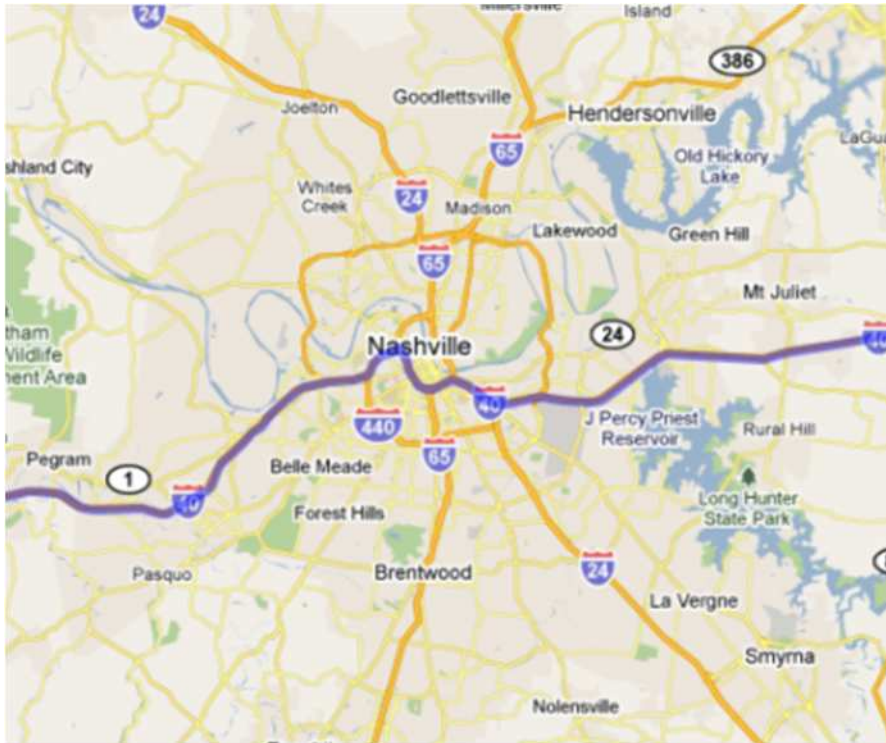 24
Island
386
Joelton
Goodlettsville
Hendersonville
65
Old Hickory
Lake
shland City
Whites
Creek
24
Madison
Lakewood
Green Hill
65
Mt Juliet
24
Nashville
40
tham
Wildlife
ment Area
40
440
J Percy Priest
Reservoir
Rural Hill
65
Belle Meade
Pegram
1
40
Forest Hills
Long Hunter
State Park
Pasquo
Brentwood
24
La Vergne
Smyrna
Nolensville